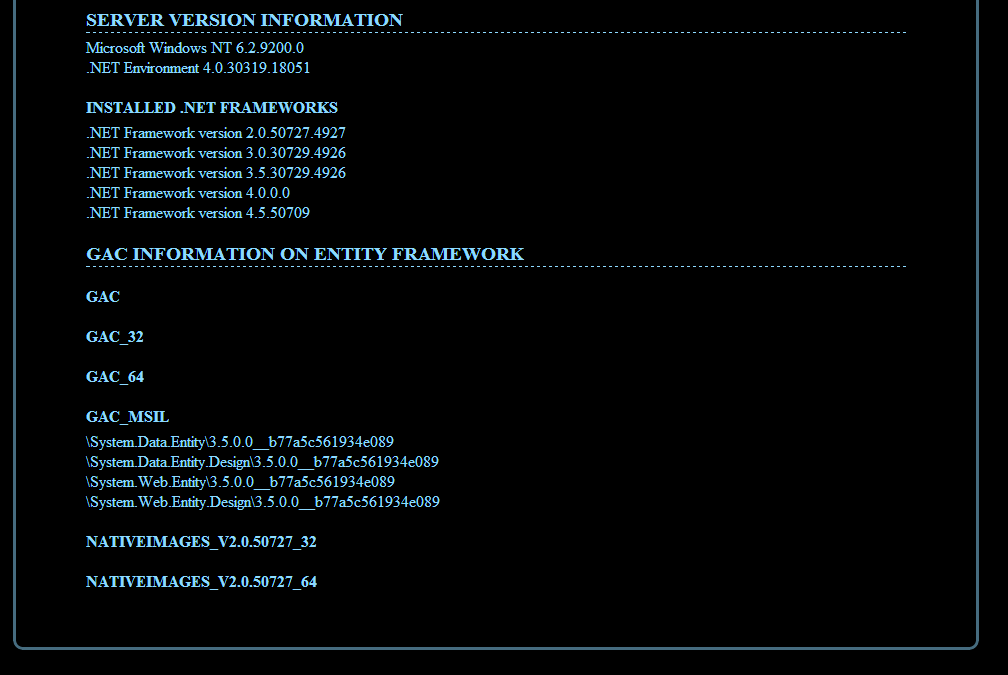 SERVER VERSION INFORMATION
Microsoft Windows NT 6.2.9200.0
.NET Environment 4.0.30319.18051
INSTALLED .NET FRAMEWORKS
.NET Framework version 2.0.50727.4927
.NET Framework version 3.0.30729.4926
.NET Framework version 3.5.30729.4926
.NET Framework version 4.0.0.0
.NET Framework version 4.5.50709
GAC INFORMATION ON ENTITY FRAMEWORK
GAC
GAC_32
GAC_64
GAC_MSIL
\System.Data.Entity\3.5.0.0__b77a5c561934e089
\System.Data.Entity.Design\3.5.0.0__b77a5c561934e089
\System.Web.Entity\3.5.0.0__b77a5c561934e089
\System.Web.Entity.Design\3.5.0.0__b77a5c561934e089
NATIVEIMAGES_V2.0.50727_32
NATIVEIMAGES_V2.0.50727_64